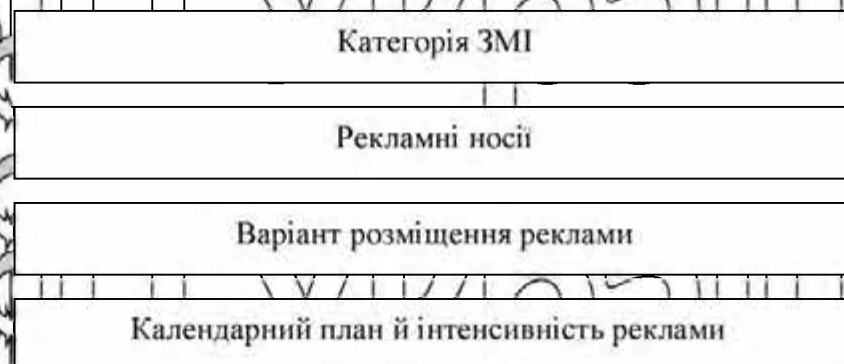 Категорія ЗМІ
Рекламні носії
Варіант розміщення реклами
Календарний план й інтенсивність реклами